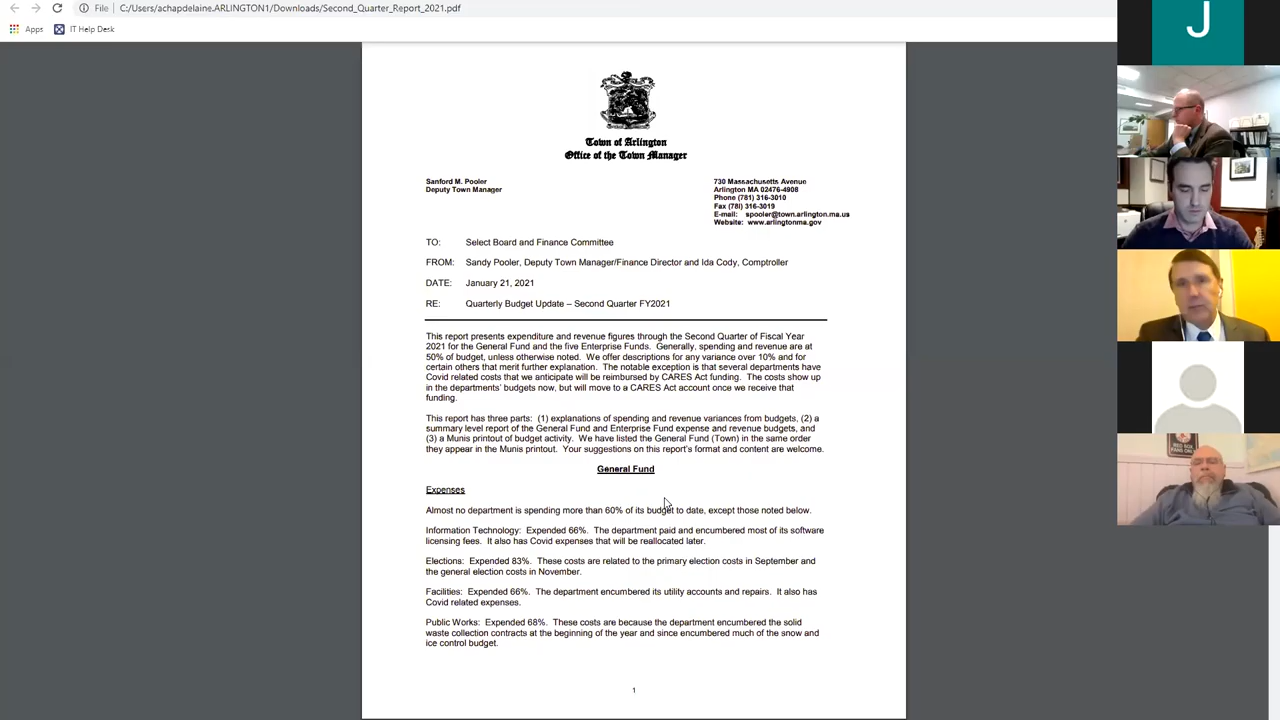 File
C:/Users/achapdelaine.ARLINGTON1/Downloads/Second_Quarter_Report_2021.pdf
Apps
IT Help Desk
J
Town of Arlington
Office of the Town Manager
Sanford M. Pooler
Deputy Town Manager
730 Massachusetts Avenue
Arlington MA 02476-4908
Phone (781) 316-3010
Fax (781) 316-3019
E-mail: spooler@town.arlington.ma.us
Website: www.arlingtonma.gov
TO: Select Board and Finance Committee
FROM: Sandy Pooler, Deputy Town Manager/Finance Director and Ida Cody, Comptroller
DATE: January 21, 2021
RE: Quarterly Budget Update – Second Quarter FY2021
This report presents expenditure and revenue figures through the Second Quarter of Fiscal Year
2021 for the General Fund and the five Enterprise Funds. Generally, spending and revenue are at
50% of budget, unless otherwise noted. We offer descriptions for any variance over 10% and for
certain others that merit further explanation. The notable exception is that several departments have
Covid related costs that we anticipate will be reimbursed by CARES Act funding. The costs show up
in the departments' budgets now, but will move to a CARES Act account once we receive that
funding.
This report has three parts: (1) explanations of spending and revenue variances from budgets, (2) a
summary level report of the General Fund and Enterprise Fund expense and revenue budgets, and
(3) a Munis printout of budget activity. We have listed the General Fund (Town) in the same order
they appear in the Munis printout. Your suggestions on this report's format and content are welcome.
General Fund
Expenses
Almost no department is spending more than 60% of its budget to date, except those noted below.
Information Technology: Expended 66%. The department paid and encumbered most of its software
licensing fees. It also has Covid expenses that will be reallocated later.
Elections: Expended 83%. These costs are related to the primary election costs in September and
the general election costs in November.
Facilities: Expended 66%. The department encumbered its utility accounts and repairs. It also has
Covid related expenses.
Public Works: Expended 68%. These costs are because the department encumbered the solid
waste collection contracts at the beginning of the year and since encumbered much of the snow and
ice control budget.
1